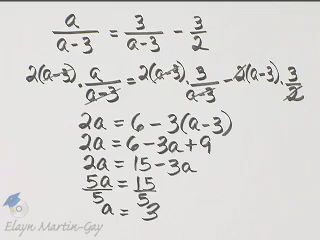 a/(a-3) = 3/(a-3) - 3/2
2(a-3) · a/(a-3) = 2(a-3) · 3/(a-3) - 2(a-3) · 3/2
2a = 6 - 3(a-3)
2a = 6 - 3a + 9
2a = 15 - 3a
5a/5 = 15/5
a = 3
Elayn Martin-Gay